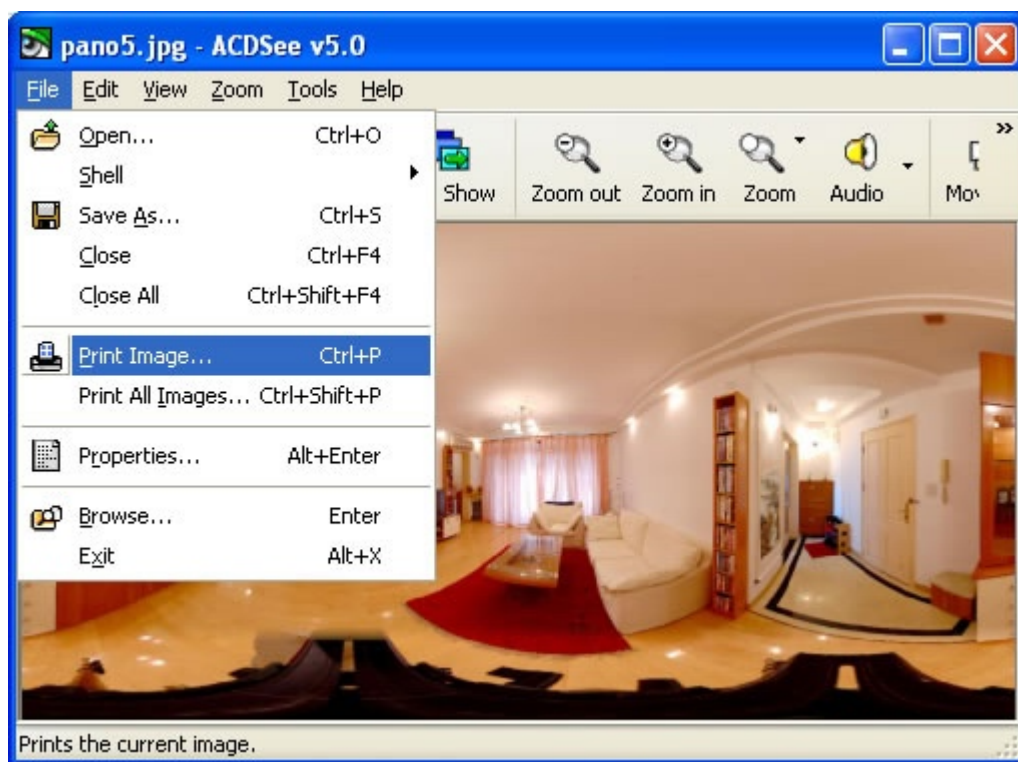 pano5.jpg - ACDSee v5.0
File Edit View Zoom Tools Help
Open... Ctrl+O
Shell
Save As... Ctrl+S
Close Ctrl+F4
Close All Ctrl+Shift+F4
Print Image... Ctrl+P
Print All Images... Ctrl+Shift+P
Properties... Alt+Enter
Browse... Enter
Exit Alt+X
Show Zoom out Zoom in Zoom Audio
Prints the current image.